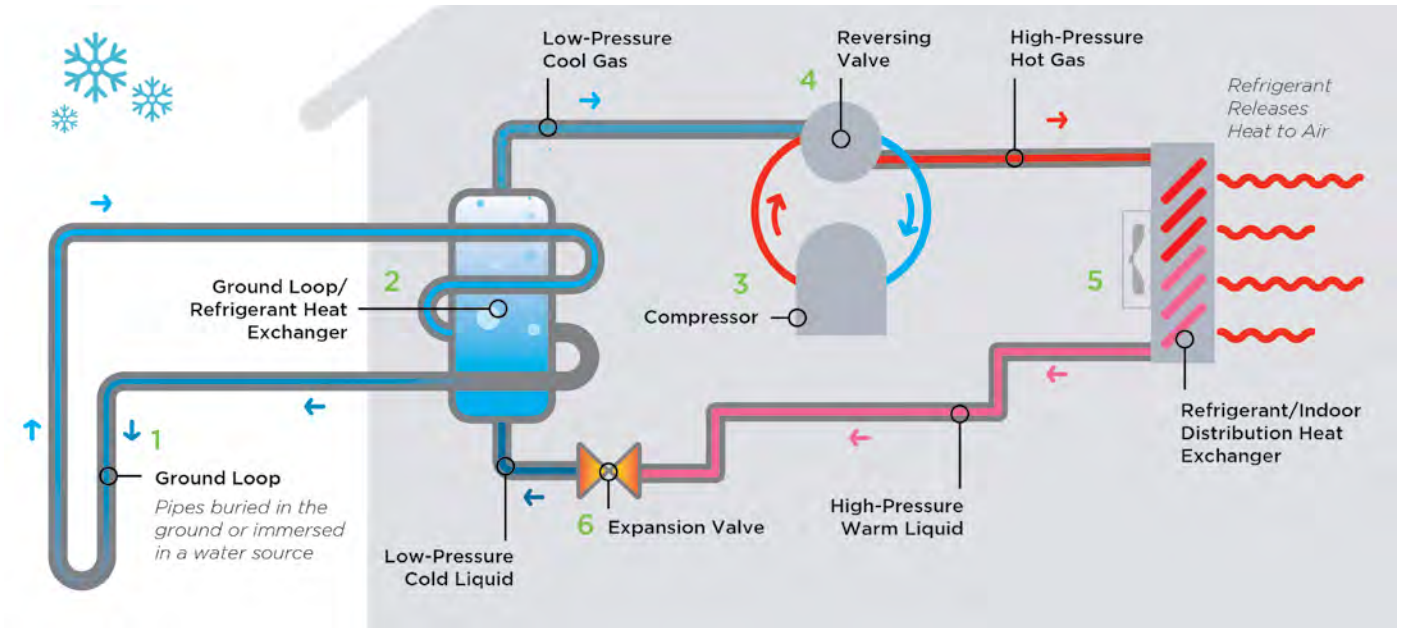 Low-Pressure
Cool Gas
Reversing
Valve
High-Pressure
Hot Gas
4
Refrigerant
Releases
Heat to Air
2
Ground Loop/
Refrigerant Heat
Exchanger
3
Compressor
5
1
Ground Loop
Pipes buried in the
ground or immersed
in a water source
Refrigerant/Indoor
Distribution Heat
Exchanger
6
Expansion Valve
High-Pressure
Warm Liquid
Low-Pressure
Cold Liquid